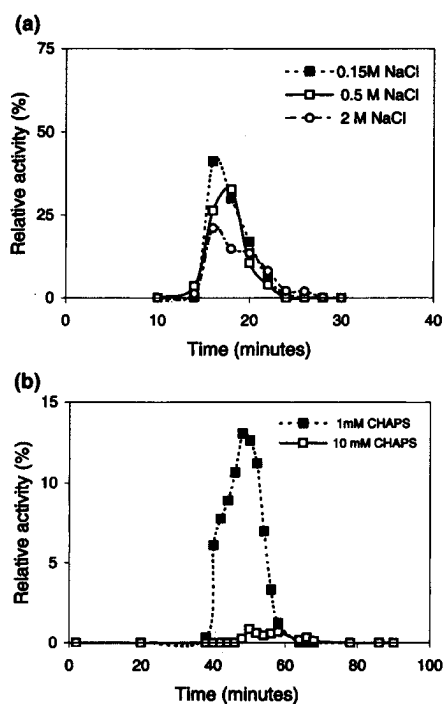 (a)
75
50
25
0
Relative activity (%)
0.15M NaCl
0.5 M NaCl
2 M NaCl
0 10 20 30 40
Time (minutes)
(b)
15
10
5
0
Relative activity (%)
1mM CHAPS
10 mM CHAPS
0 20 40 60 80 100
Time (minutes)